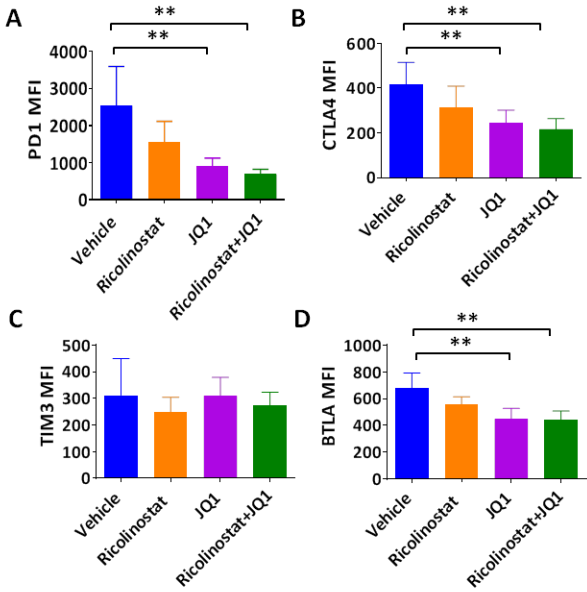 A
**
**
PD1 MFI
4000
3000
2000
1000
0
Vehicle
Ricolinostat
JQ1
Ricolinostat+JQ1
B
**
**
CTLA4 MFI
600
400
200
0
Vehicle
Ricolinostat
JQ1
Ricolinostat+JQ1
C
TIM3 MFI
500
400
300
200
100
0
Vehicle
Ricolinostat
JQ1
Ricolinostat+JQ1
D
**
**
BTLA MFI
1000
800
600
400
200
0
Vehicle
Ricolinostat
JQ1
Ricolinostat+JQ1